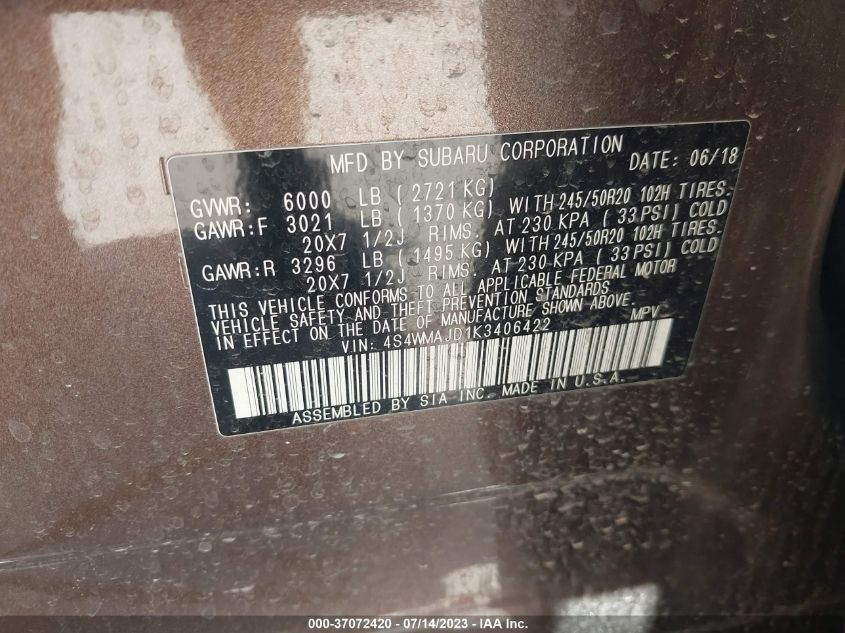 MFD BY SUBARU CORPORATION DATE: 06/18
GVWR: 6000 LB ( 2721 KG)
GAWR:F 3021 LB ( 1370 KG) WITH 245/50R20 102H TIRES.
20X7 1/2J RIMS. AT 230 KPA ( 33 PSI) COLD
GAWR:R 3296 LB ( 1495 KG) WITH 245/50R20 102H TIRES.
20X7 1/2J RIMS. AT 230 KPA ( 33 PSI) COLD
THIS VEHICLE CONFORMS TO ALL APPLICABLE FEDERAL MOTOR
VEHICLE SAFETY AND THEFT PREVENTION STANDARDS
IN EFFECT ON THE DATE OF MANUFACTURE SHOWN ABOVE.
VIN: 4S4WMAJD1K3406422 MPV
ASSEMBLED BY SIA INC. MADE IN U.S.A.
000-37072420 - 07/14/2023 - IAA Inc.